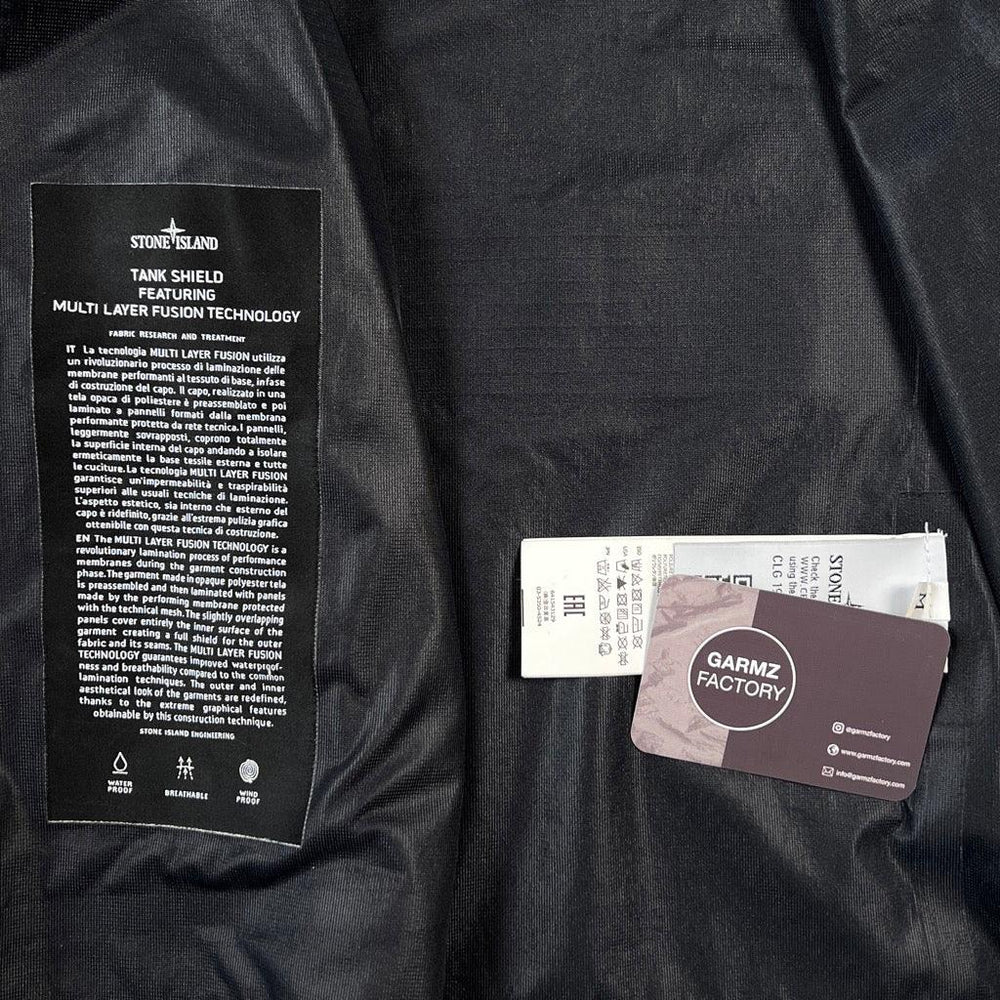 STONE ISLAND
TANK SHIELD
FEATURING
MULTI LAYER FUSION TECHNOLOGY
FABRIC RESEARCH AND TREATMENT
IT La tecnologia MULTI LAYER FUSION utilizza
un rivoluzionario processo di laminazione delle
membrane performanti al tessuto di base, in fase
di costruzione del capo. Il capo, realizzato in una
tela opaca di poliestere è preassemblato e poi
laminato a pannelli formati dalla membrana
performante protetta da rete tecnica. I pannelli,
leggermente sovrapposti, coprono totalmente
la superficie interna del capo andando a isolare
ermeticamente la base tessile esterna e tutte
le cuciture. La tecnologia MULTI LAYER FUSION
garantisce un'impermeabilità e traspirabilità
superiori alle usuali tecniche di laminazione.
L'aspetto estetico, sia interno che esterno del
capo è ridefinito, grazie all'estrema pulizia grafica
ottenibile con questa tecnica di costruzione.
EN The MULTI LAYER FUSION TECHNOLOGY is a
revolutionary lamination process of performance
membranes during the garment construction
phase. The garment made in opaque polyester tela
is preassembled and then laminated with panels
made by the performing membrane protected
with the technical mesh. The slightly overlapping
panels cover entirely the inner surface of the
garment creating a full shield for the outer
fabric and its seams. The MULTI LAYER FUSION
TECHNOLOGY guarantees improved waterproof-
ness and breathability compared to the common
lamination techniques. The outer and inner
aesthetical look of the garments are redefined,
thanks to the extreme graphical features
obtainable by this construction technique.
STONE ISLAND ENGINEERING
WATER
PROOF
BREATHABLE
WIND
PROOF
EAC
STONE
Check the
WWW.C
using the
CLG 19
M
GARMZ
FACTORY
@garmzfactory
www.garmzfactory.com
info@garmzfactory.com